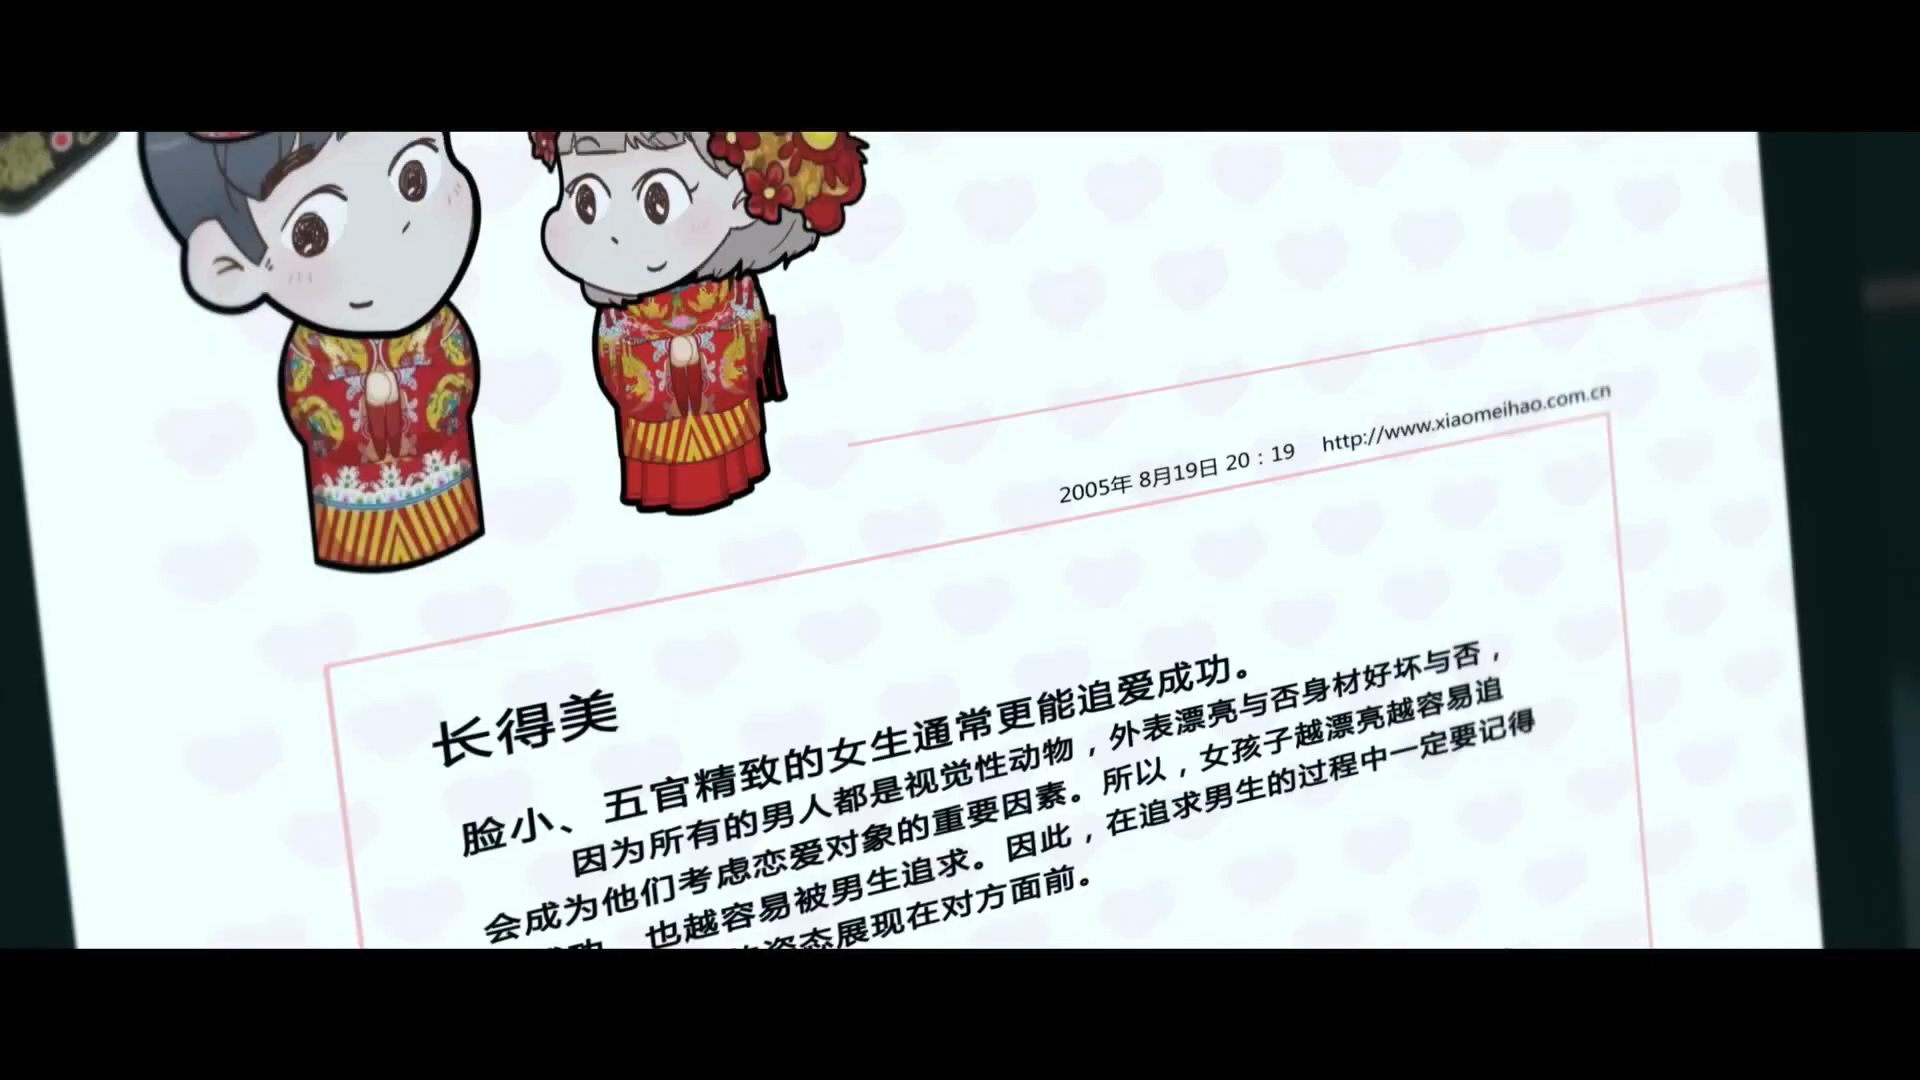 2005年 8月19日 20：19 http://www.xiaomeihao.com.cn
长得美
脸小、五官精致的女生通常更能追爱成功。
因为所有的男人都是视觉性动物，外表漂亮与否身材好坏与否，
会成为他们考虑恋爱对象的重要因素。所以，女孩子越漂亮越容易追
也越容易被男生追求。因此，在追求男生的过程中一定要记得
姿态展现在对方面前。